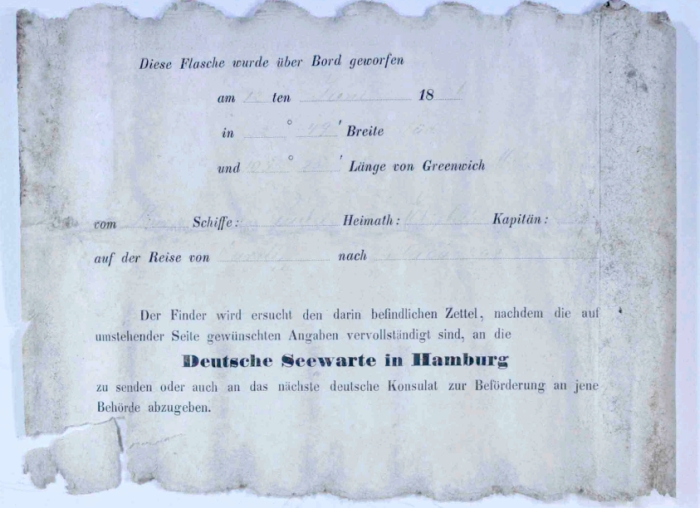 Diese Flasche wurde über Bord geworfen
am ten 18
in ° 49' Breite
und ° ' Länge von Greenwich
vom Schiffe: Heimath: Kapitän:
auf der Reise von nach
Der Finder wird ersucht den darin befindlichen Zettel, nachdem die auf
umstehender Seite gewünschten Angaben vervollständigt sind, an die
Deutsche Seewarte in Hamburg
zu senden oder auch an das nächste deutsche Konsulat zur Beförderung an jene
Behörde abzugeben.